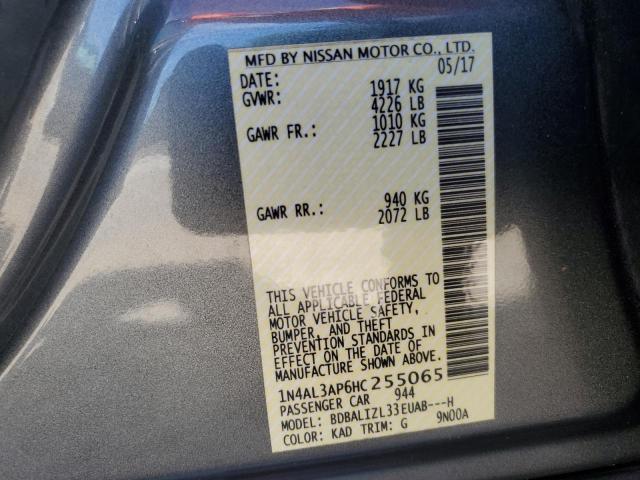 MFD BY NISSAN MOTOR CO., LTD.
DATE: 05/17
GVWR: 1917 KG
4226 LB
GAWR FR.: 1010 KG
2227 LB
GAWR RR.: 940 KG
2072 LB
THIS VEHICLE CONFORMS TO
ALL APPLICABLE FEDERAL
MOTOR VEHICLE SAFETY,
BUMPER, AND THEFT
PREVENTION STANDARDS IN
EFFECT ON THE DATE OF
MANUFACTURE SHOWN ABOVE.
1N4AL3AP6HC255065
PASSENGER CAR 944
MODEL: BDBALIZL33EUAB---H
COLOR: KAD TRIM: G 9N00A